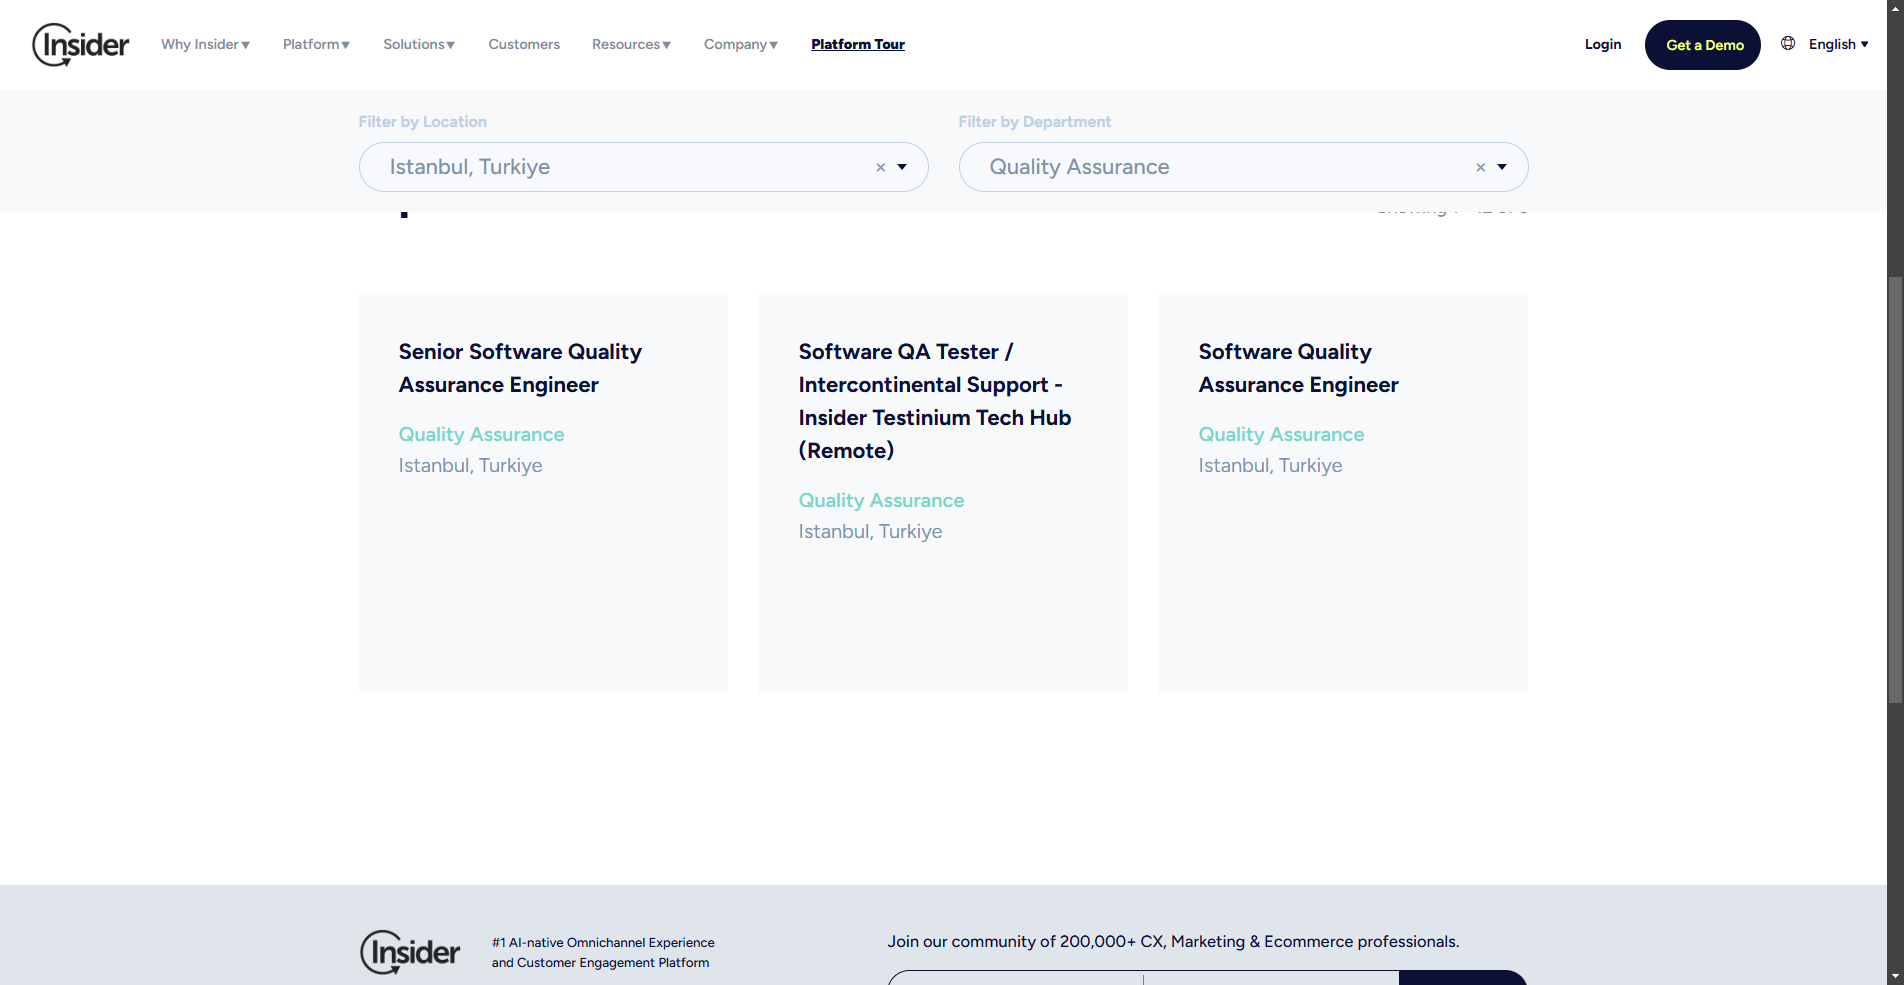 Insider
Why Insider▼ Platform▼ Solutions▼ Customers Resources▼ Company▼ Platform Tour
Login Get a Demo English ▼
Filter by Location Filter by Department
Istanbul, Turkiye × Quality Assurance ×
Senior Software Quality
Assurance Engineer
Quality Assurance
Istanbul, Turkiye
Software QA Tester /
Intercontinental Support -
Insider Testinium Tech Hub
(Remote)
Quality Assurance
Istanbul, Turkiye
Software Quality
Assurance Engineer
Quality Assurance
Istanbul, Turkiye
Insider
#1 AI-native Omnichannel Experience
and Customer Engagement Platform
Join our community of 200,000+ CX, Marketing & Ecommerce professionals.